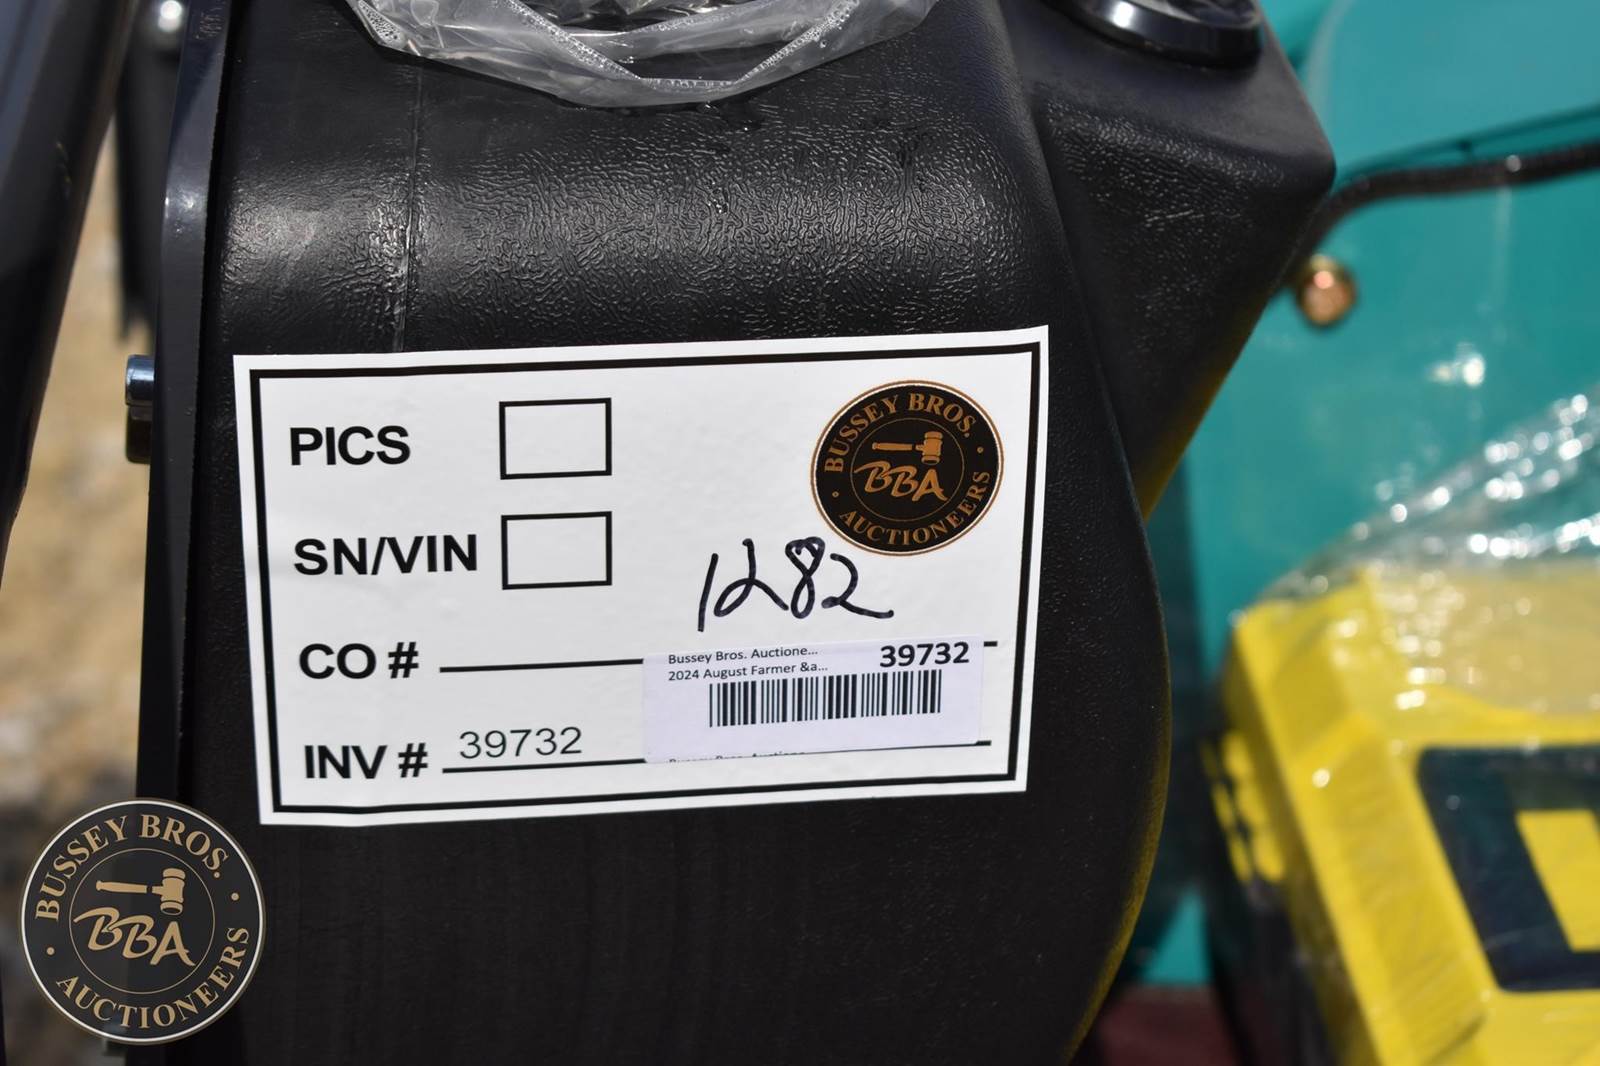 PICS
BUSSEY BROS.
BBA
AUCTIONEERS
SN/VIN
1282
CO #
Bussey Bros. Auctione...
39732
2024 August Farmer &a...
INV # 39732
BUSSEY BROS.
BBA
AUCTIONEERS